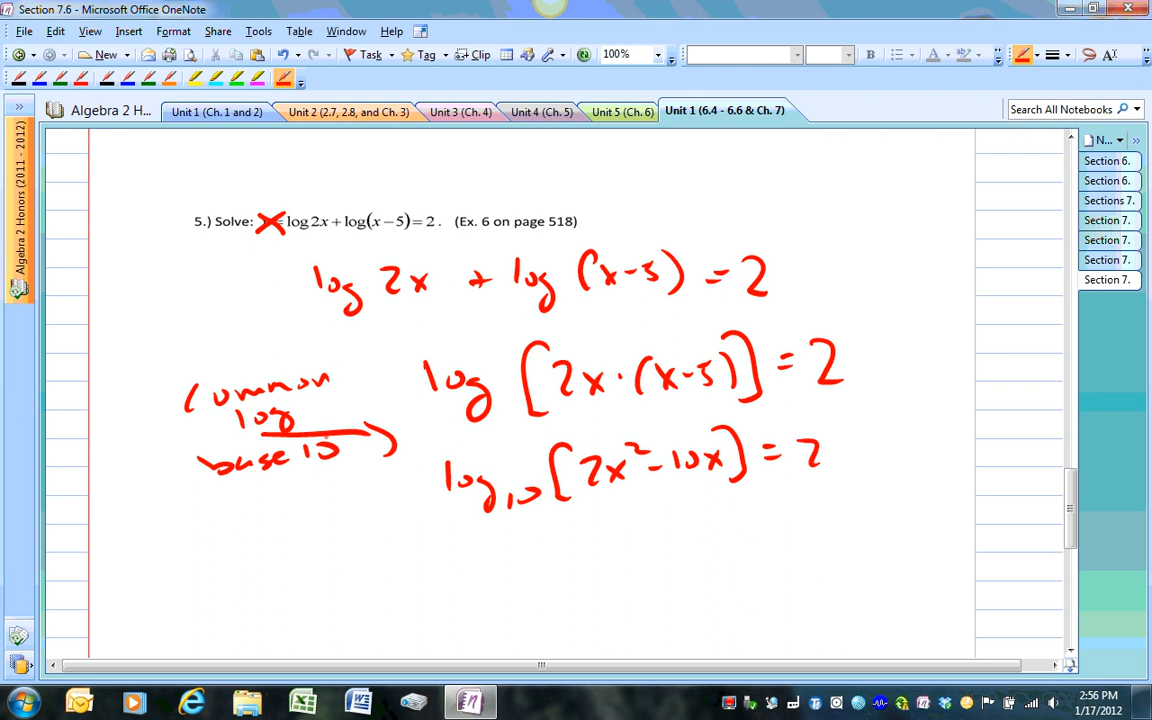 Section 7.6 - Microsoft Office OneNote
File Edit View Insert Format Share Tools Table Window Help
New Task Tag Clip 100% B A A
Algebra 2 H... Unit 1 (Ch. 1 and 2) Unit 2 (2.7, 2.8, and Ch. 3) Unit 3 (Ch. 4) Unit 4 (Ch. 5) Unit 5 (Ch. 6) Unit 1 (6.4 - 6.6 & Ch. 7) Search All Notebooks
Algebra 2 Honors (2011 - 2012)
N...
Section 6.
Section 6.
Sections 7.
Section 7.
Section 7.
Section 7.
Section 7.
5.) Solve: = log 2x + log(x − 5) = 2 . (Ex. 6 on page 518)
log 2x + log (x-5) = 2
log [2x·(x-5)] = 2
common
log
base 10
log10 [2x²-10x] = 2
2:56 PM
1/17/2012